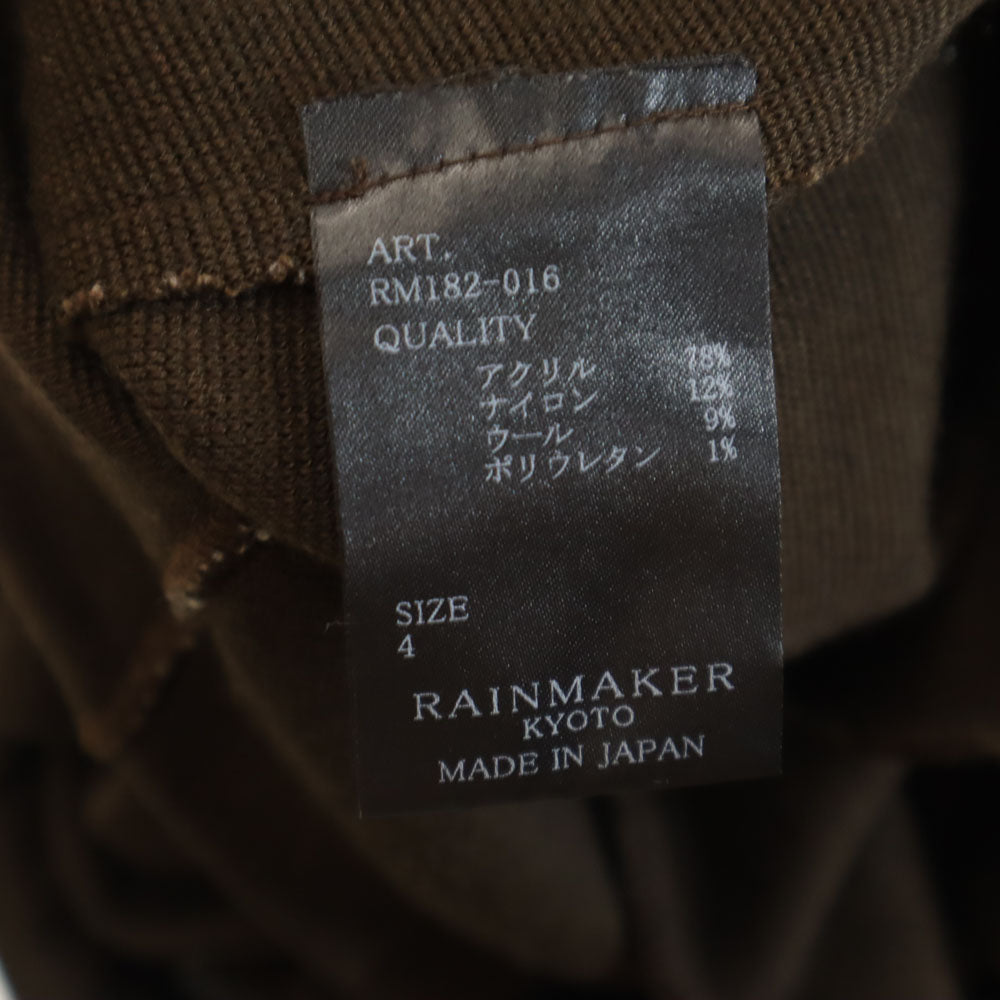 ART.
RM182-016
QUALITY
アクリル 78%
ナイロン 12%
ウール 9%
ポリウレタン 1%
SIZE
4
RAINMAKER
KYOTO
MADE IN JAPAN